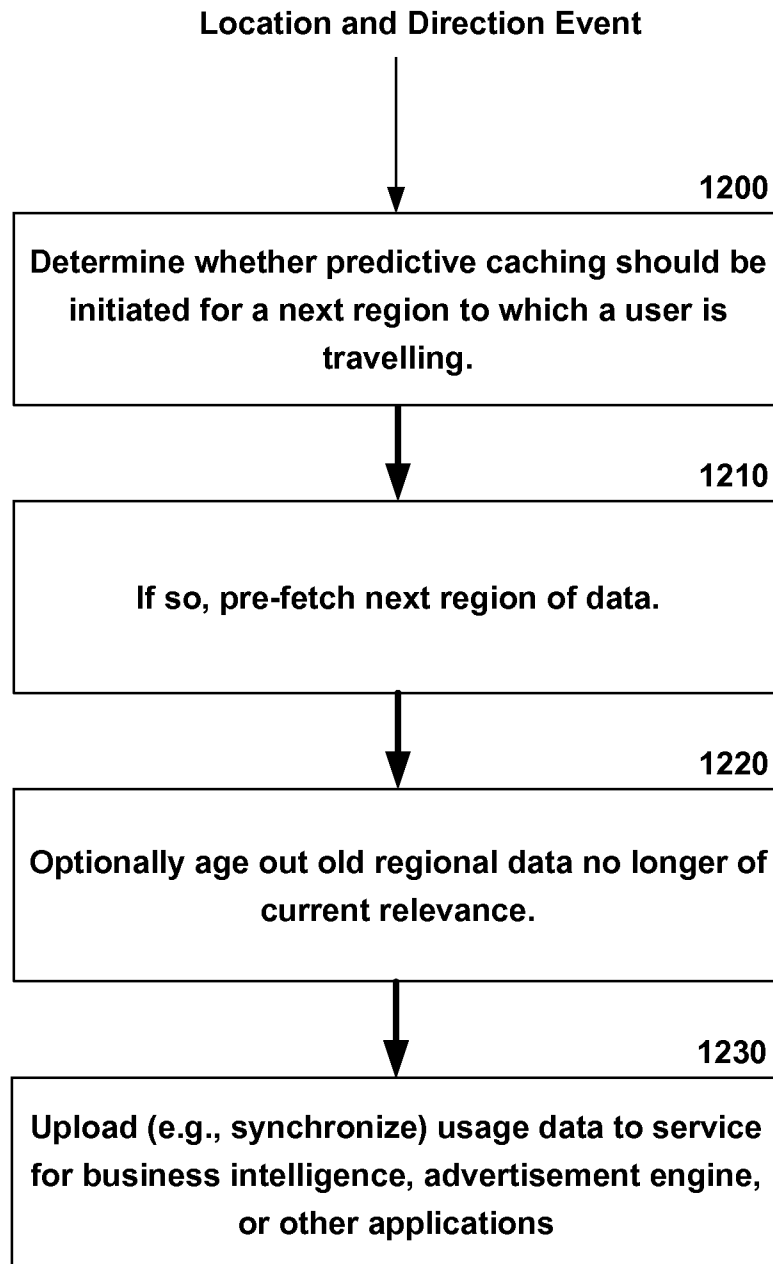 Location and Direction Event
1200
Determine whether predictive caching should be
initiated for a next region to which a user is
travelling.
1210
If so, pre-fetch next region of data.
1220
Optionally age out old regional data no longer of
current relevance.
1230
Upload (e.g., synchronize) usage data to service
for business intelligence, advertisement engine,
or other applications